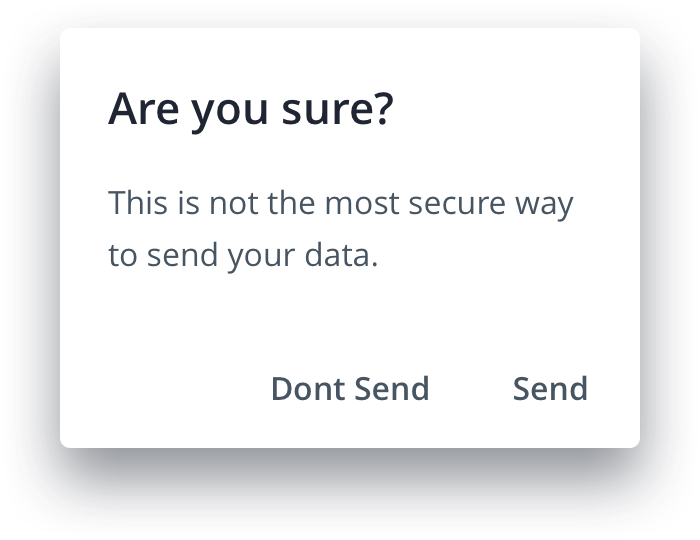 Are you sure?
This is not the most secure way
to send your data.
Dont Send Send